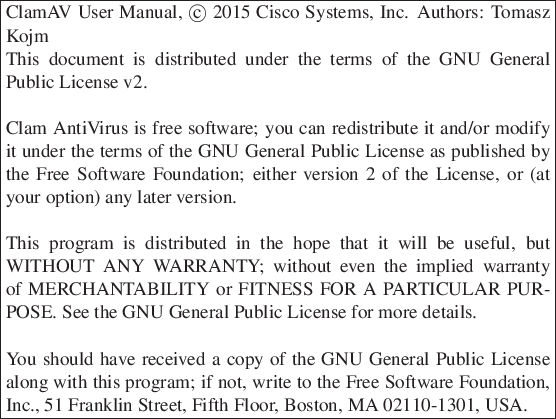 ClamAV User Manual, © 2015 Cisco Systems, Inc. Authors: Tomasz
Kojm
This document is distributed under the terms of the GNU General
Public License v2.
Clam AntiVirus is free software; you can redistribute it and/or modify
it under the terms of the GNU General Public License as published by
the Free Software Foundation; either version 2 of the License, or (at
your option) any later version.
This program is distributed in the hope that it will be useful, but
WITHOUT ANY WARRANTY; without even the implied warranty
of MERCHANTABILITY or FITNESS FOR A PARTICULAR PUR-
POSE. See the GNU General Public License for more details.
You should have received a copy of the GNU General Public License
along with this program; if not, write to the Free Software Foundation,
Inc., 51 Franklin Street, Fifth Floor, Boston, MA 02110-1301, USA.